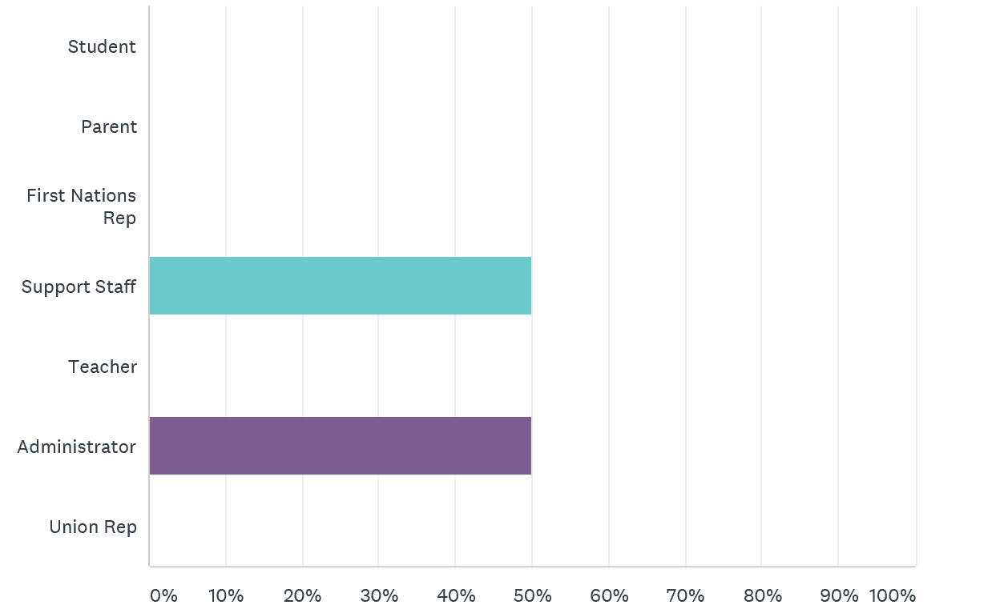 Student
Parent
First Nations
Rep
Support Staff
Teacher
Administrator
Union Rep
0% 10% 20% 30% 40% 50% 60% 70% 80% 90% 100%